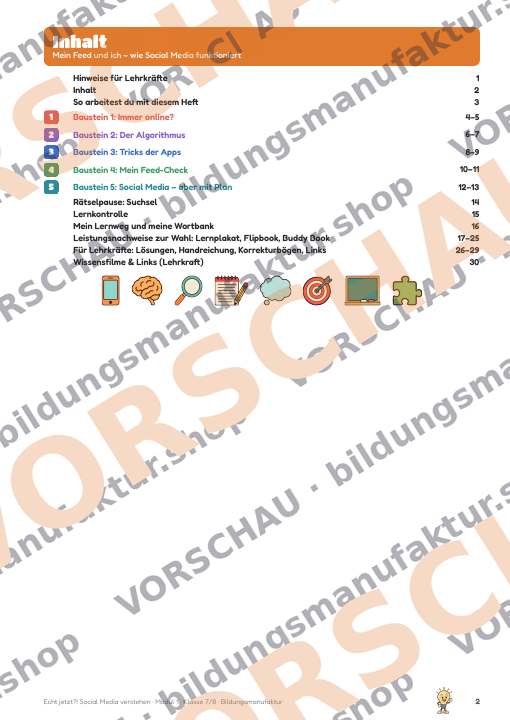 Inhalt
Mein Feed und ich – wie Social Media funktioniert
Hinweise für Lehrkräfte 1
Inhalt 2
So arbeitest du mit diesem Heft 3
1 Baustein 1: Immer online? 4–5
2 Baustein 2: Der Algorithmus 6–7
3 Baustein 3: Tricks der Apps 8–9
4 Baustein 4: Mein Feed-Check 10–11
5 Baustein 5: Social Media – aber mit Plan 12–13
Rätselpause: Suchsel 14
Lernkontrolle 15
Mein Lernweg und meine Wortbank 16
Leistungsnachweise zur Wahl: Lernplakat, Flipbook, Buddy Book 17–25
Für Lehrkräfte: Lösungen, Handreichung, Korrekturbögen, Links 26–29
Wissensfilme & Links (Lehrkraft) 30
VORSCHAU · bildungsmanufaktur.shop
VORSCHAU
Echt jetzt?! Social Media verstehen · Modul · Klasse 7/8 · Bildungsmanufaktur 2